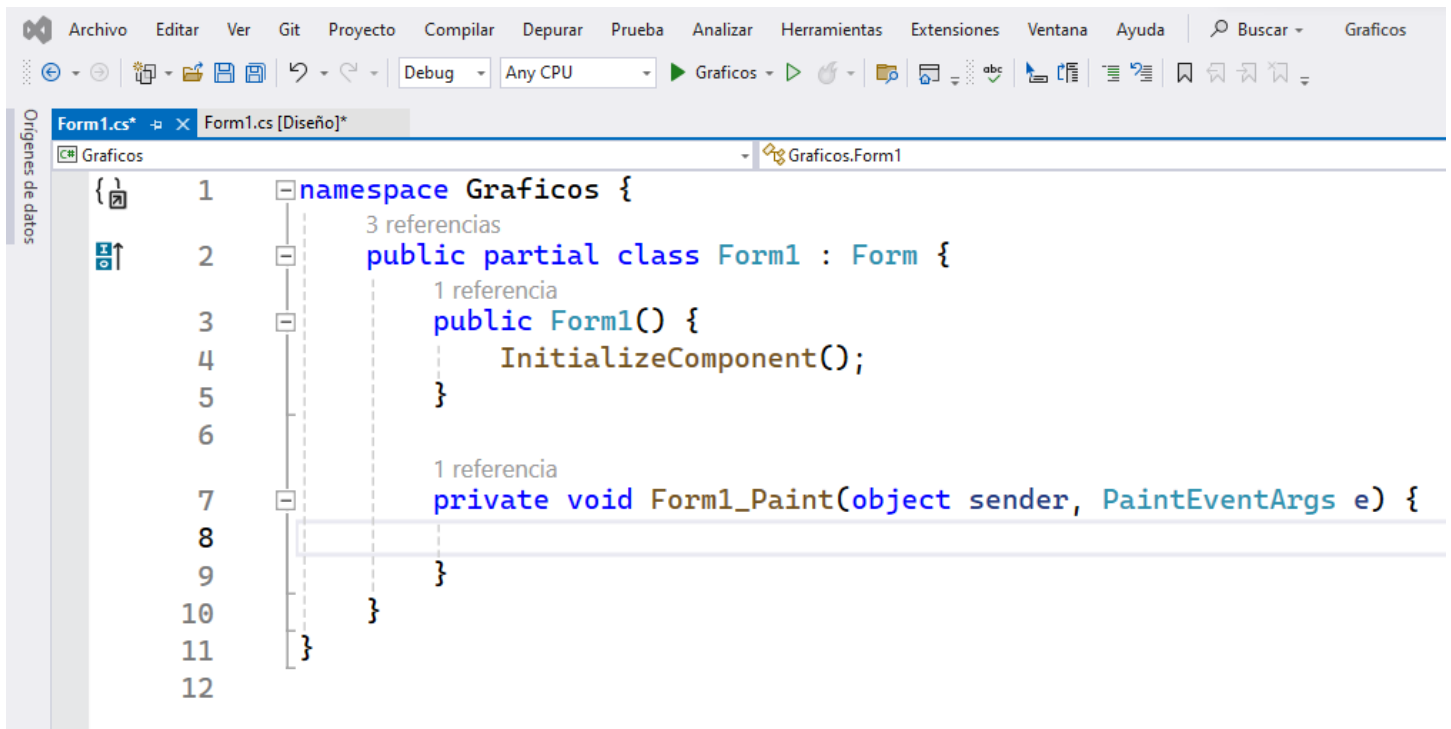 Archivo Editar Ver Git Proyecto Compilar Depurar Prueba Analizar Herramientas Extensiones Ventana Ayuda Buscar Graficos
Debug Any CPU Graficos abc
Orígenes de datos
Form1.cs* Form1.cs [Diseño]*
C# Graficos Graficos.Form1
1 namespace Graficos {
3 referencias
2 public partial class Form1 : Form {
1 referencia
3 public Form1() {
4 InitializeComponent();
5 }
6
1 referencia
7 private void Form1_Paint(object sender, PaintEventArgs e) {
8
9 }
10 }
11 }
12